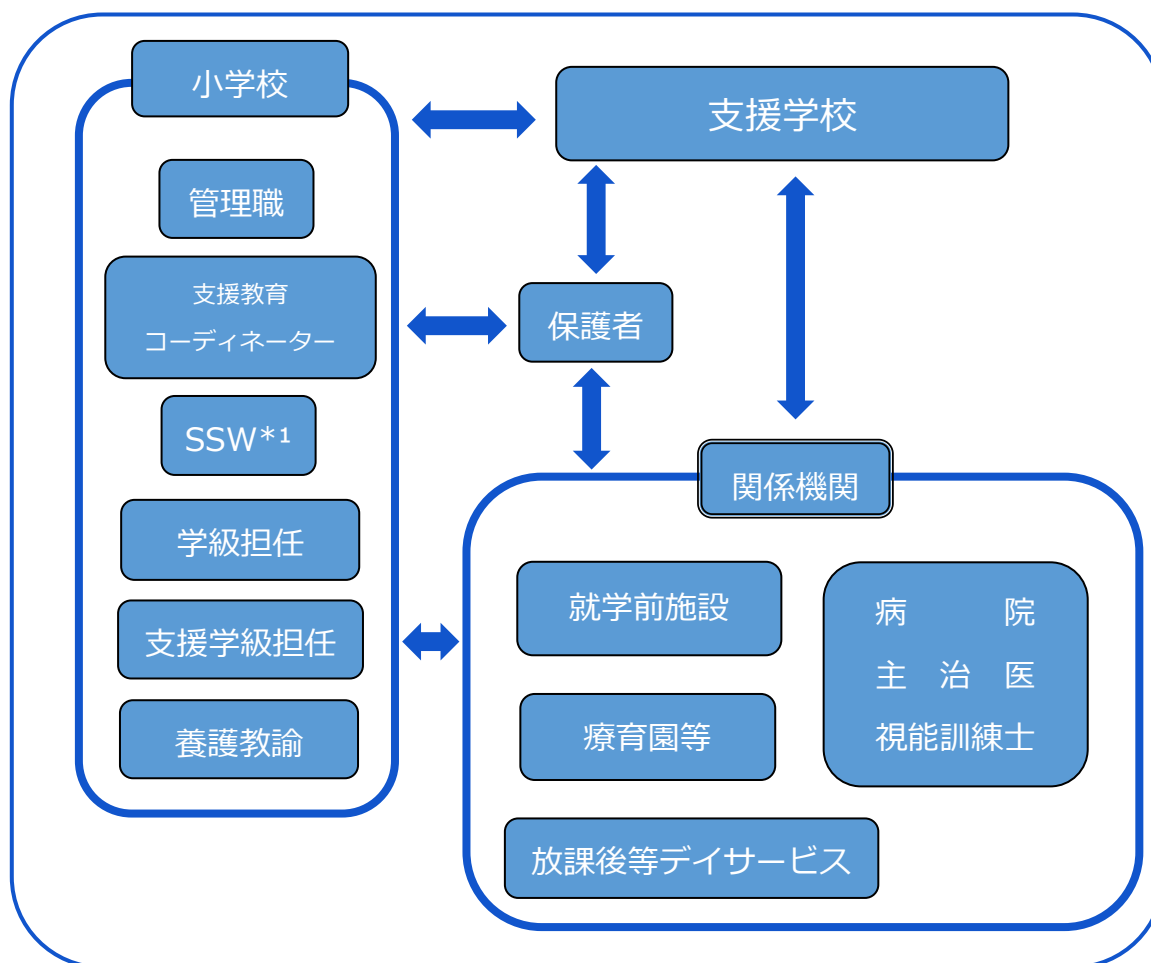 小学校
管理職
支援教育
コーディネーター
SSW*¹
学級担任
支援学級担任
養護教諭
支援学校
保護者
関係機関
就学前施設
療育園等
放課後等デイサービス
病　　院
主　治　医
視能訓練士